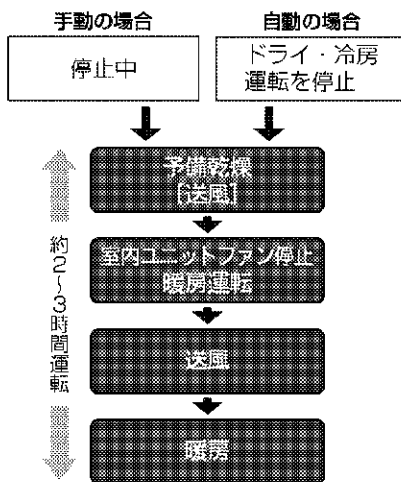 手動の場合
自動の場合
停止中
ドライ・冷房
運転を停止
予備乾燥
[送風]
室内ユニットファン停止
暖房運転
送風
暖房
約2～3時間運転